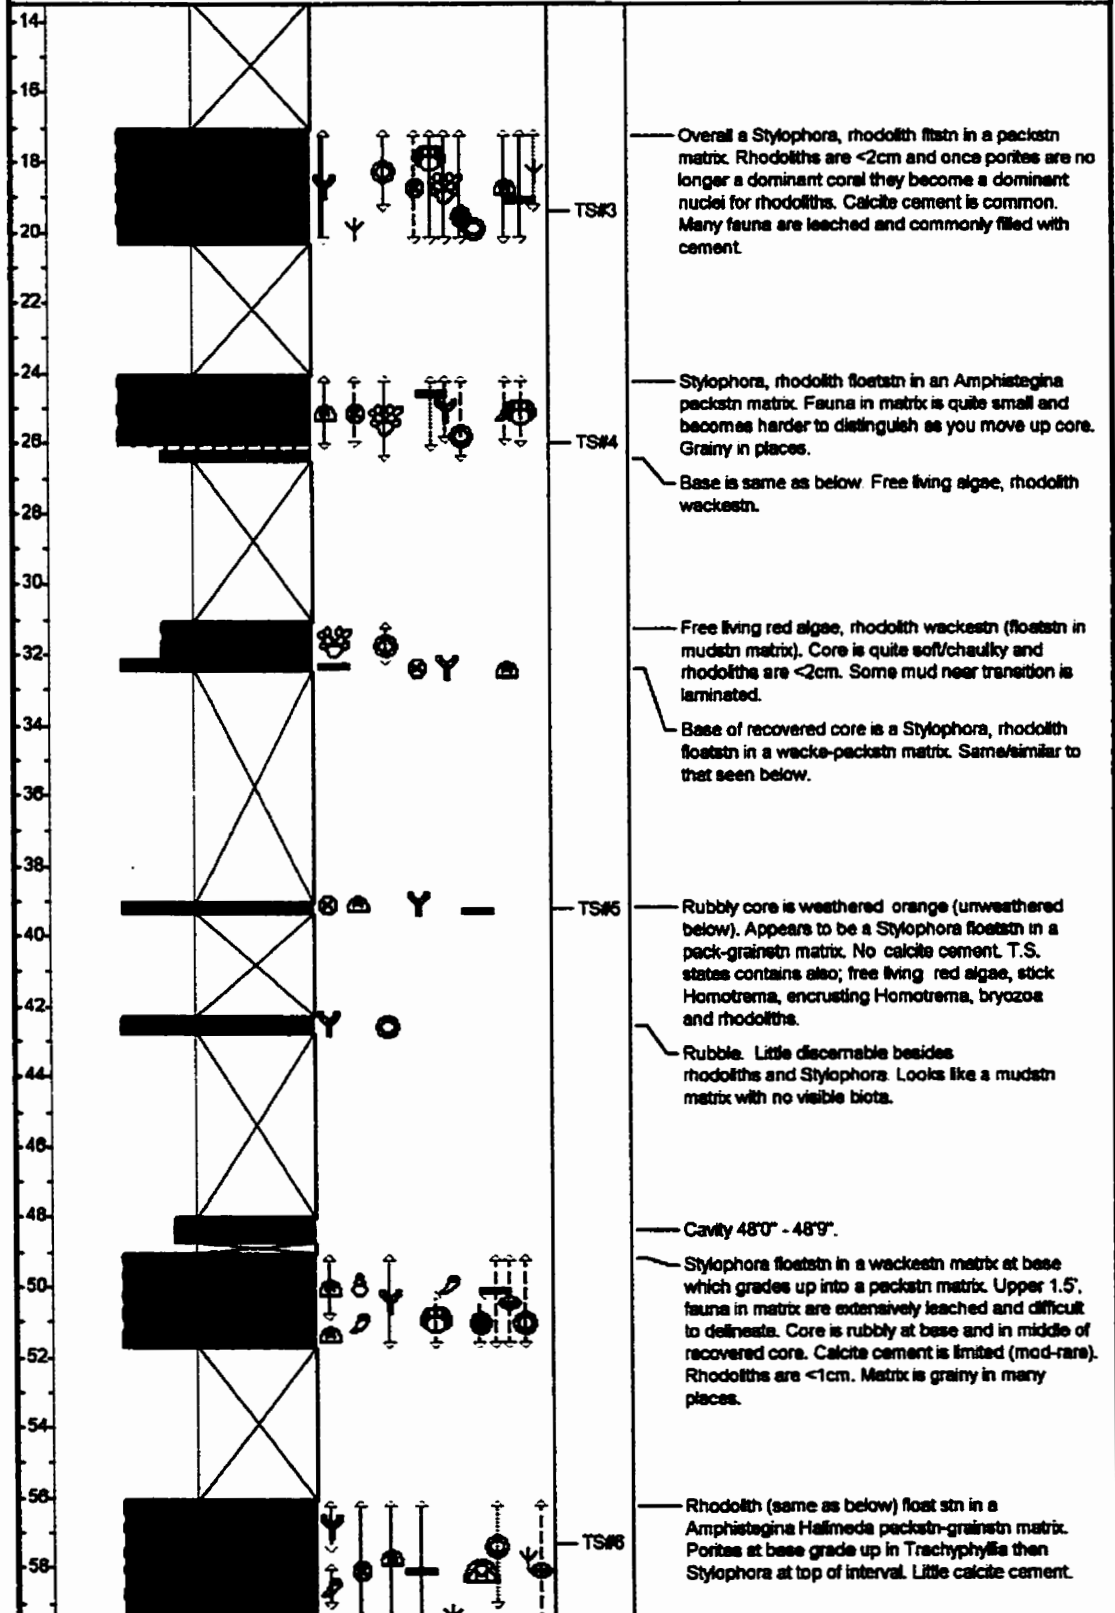 14
16
18
20
22
24
26
28
30
32
34
36
38
40
42
44
46
48
50
52
54
56
58
TS#3
TS#4
TS#5
TS#6
Overall a Stylophora, rhodolith fltstn in a packstn
matrix. Rhodoliths are <2cm and once porites are no
longer a dominant coral they become a dominant
nuclei for rhodoliths. Calcite cement is common.
Many fauna are leached and commonly filled with
cement.
Stylophora, rhodolith floatstn in an Amphistegina
packstn matrix. Fauna in matrix is quite small and
becomes harder to distinguish as you move up core.
Grainy in places.
Base is same as below. Free living algae, rhodolith
wackestn.
Free living red algae, rhodolith wackestn (floatstn in
mudstn matrix). Core is quite soft/chaulky and
rhodoliths are <2cm. Some mud near transition is
laminated.
Base of recovered core is a Stylophora, rhodolith
floatstn in a wacke-packstn matrix. Same/similar to
that seen below.
Rubbly core is weathered orange (unweathered
below). Appears to be a Stylophora floatstn in a
pack-grainstn matrix. No calcite cement. T.S.
states contains also; free living red algae, stick
Homotrema, encrusting Homotrema, bryozoa
and rhodoliths.
Rubble. Little discernable besides
rhodoliths and Stylophora. Looks like a mudstn
matrix with no visible biota.
Cavity 48'0" - 48'9".
Stylophora floatstn in a wackestn matrix at base
which grades up into a packstn matrix. Upper 1.5',
fauna in matrix are extensively leached and difficult
to delineate. Core is rubbly at base and in middle of
recovered core. Calcite cement is limited (mod-rare).
Rhodoliths are <1cm. Matrix is grainy in many
places.
Rhodolith (same as below) float stn in a
Amphistegina Halimeda packstn-grainstn matrix.
Porites at base grade up in Trachyphyllia then
Stylophora at top of interval. Little calcite cement.